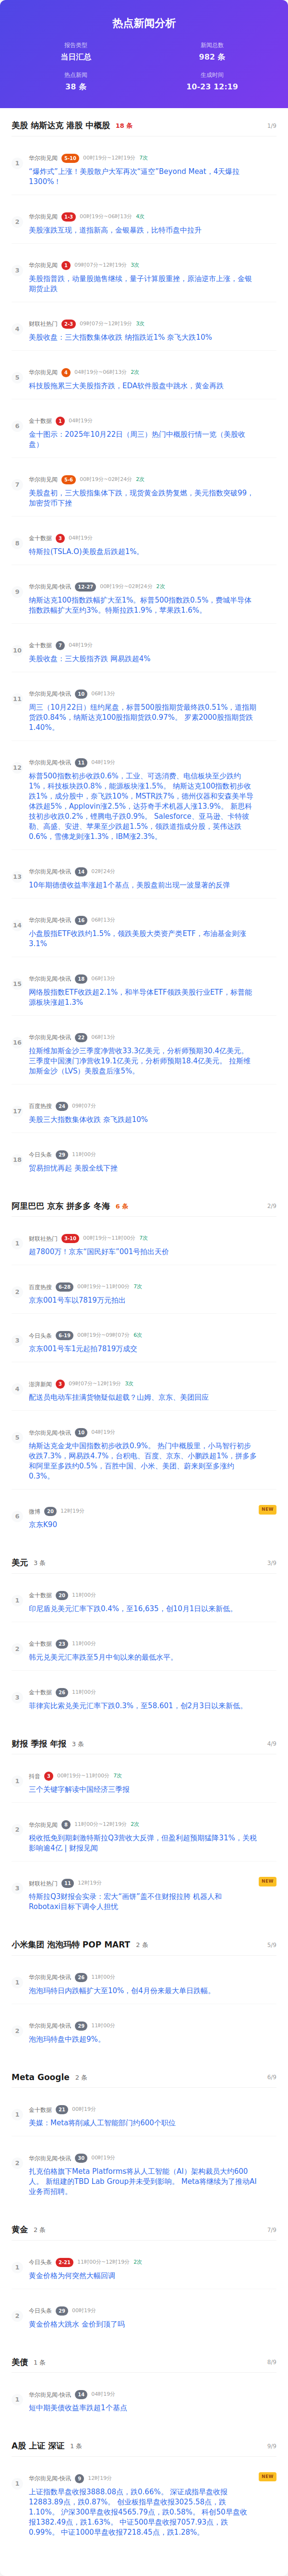 热点新闻分析
报告类型
当日汇总
新闻总数
982 条
热点新闻
38 条
生成时间
10-23 12:19
美股 纳斯达克 港股 中概股 18 条 1/9
1
华尔街见闻 5-10 00时19分~12时19分 7次
“爆炸式”上涨！美股散户大军再次“逼空”Beyond Meat，4天爆拉
1300%！
2
华尔街见闻 1-3 00时19分~06时13分 4次
美股涨跌互现，道指新高，金银暴跌，比特币盘中拉升
3
华尔街见闻 1 09时07分~12时19分 3次
美股指普跌，动量股抛售继续，量子计算股重挫，原油逆市上涨，金银
期货止跌
4
财联社热门 2-3 09时07分~12时19分 3次
美股收盘：三大指数集体收跌 纳指跌近1% 奈飞大跌10%
5
华尔街见闻 4 04时19分~06时13分 2次
科技股拖累三大美股指齐跌，EDA软件股盘中跳水，黄金再跌
6
金十数据 1 04时19分
金十图示：2025年10月22日（周三）热门中概股行情一览（美股收
盘）
7
华尔街见闻 5-6 00时19分~02时24分 2次
美股盘初，三大股指集体下跌，现货黄金跌势复燃，美元指数突破99，
加密货币下挫
8
金十数据 3 04时19分
特斯拉(TSLA.O)美股盘后跌超1%。
9
华尔街见闻-快讯 12-27 00时19分~02时24分 2次
纳斯达克100指数跌幅扩大至1%。标普500指数跌0.5%，费城半导体
指数跌幅扩大至约3%。特斯拉跌1.9%，苹果跌1.6%。
10
金十数据 7 04时19分
美股收盘：三大股指齐跌 网易跌超4%
11
华尔街见闻-快讯 10 06时13分
周三（10月22日）纽约尾盘，标普500股指期货最终跌0.51%，道指期
货跌0.84%，纳斯达克100股指期货跌0.97%。 罗素2000股指期货跌
1.40%。
12
华尔街见闻-快讯 11 04时19分
标普500指数初步收跌0.6%，工业、可选消费、电信板块至少跌约
1%，科技板块跌0.8%，能源板块涨1.5%。 纳斯达克100指数初步收
跌1%，成分股中，奈飞跌10%，MSTR跌7%，德州仪器和安森美半导
体跌超5%，Applovin涨2.5%，达芬奇手术机器人涨13.9%。 新思科
技初步收跌0.2%，铿腾电子跌0.9%。 Salesforce、亚马逊、卡特彼
勒、高盛、安进、苹果至少跌超1.5%，领跌道指成分股，英伟达跌
0.6%，雪佛龙则涨1.3%，IBM涨2.3%。
13
华尔街见闻-快讯 14 02时24分
10年期德债收益率涨超1个基点，美股盘前出现一波显著的反弹
14
华尔街见闻-快讯 16 06时13分
小盘股指ETF收跌约1.5%，领跌美股大类资产类ETF，布油基金则涨
3.1%
15
华尔街见闻-快讯 18 06时13分
网络股指数ETF收跌超2.1%，和半导体ETF领跌美股行业ETF，标普能
源板块涨超1.3%
16
华尔街见闻-快讯 22 06时13分
拉斯维加斯金沙三季度净营收33.3亿美元，分析师预期30.4亿美元。
三季度中国澳门净营收19.1亿美元，分析师预期18.4亿美元。 拉斯维
加斯金沙（LVS）美股盘后涨5%。
17
百度热搜 24 09时07分
美股三大指数集体收跌 奈飞跌超10%
18
今日头条 29 11时00分
贸易担忧再起 美股全线下挫
阿里巴巴 京东 拼多多 冬海 6 条 2/9
1
财联社热门 3-10 00时19分~11时00分 7次
超7800万！京东“国民好车”001号拍出天价
2
百度热搜 6-28 00时19分~11时00分 7次
京东001号车以7819万元拍出
3
今日头条 6-19 00时19分~09时07分 6次
京东001号车1元起拍7819万成交
4
澎湃新闻 3 09时07分~12时19分 3次
配送员电动车挂满货物疑似超载？山姆、京东、美团回应
5
华尔街见闻-快讯 10 04时19分
纳斯达克金龙中国指数初步收跌0.9%。 热门中概股里，小马智行初步
收跌7.3%，网易跌4.7%，台积电、百度、京东、小鹏跌超1%，拼多多
和阿里至多跌约0.5%，百胜中国、小米、美团、蔚来则至多涨约
0.3%。
6
微博 20 12时19分 NEW
京东K90
美元 3 条 3/9
1
金十数据 20 11时00分
印尼盾兑美元汇率下跌0.4%，至16,635，创10月1日以来新低。
2
金十数据 23 11时00分
韩元兑美元汇率跌至5月中旬以来的最低水平。
3
金十数据 26 11时00分
菲律宾比索兑美元汇率下跌0.3%，至58.601，创2月3日以来新低。
财报 季报 年报 3 条 4/9
1
抖音 3 00时19分~11时00分 7次
三个关键字解读中国经济三季报
2
华尔街见闻 8 11时00分~12时19分 2次
税收抵免到期刺激特斯拉Q3营收大反弹，但盈利超预期猛降31%，关税
影响逾4亿 | 财报见闻
3
财联社热门 11 12时19分 NEW
特斯拉Q3财报会实录：宏大“画饼”盖不住财报拉胯 机器人和
Robotaxi目标下调令人担忧
小米集团 泡泡玛特 POP MART 2 条 5/9
1
华尔街见闻-快讯 26 11时00分
泡泡玛特日内跌幅扩大至10%，创4月份来最大单日跌幅。
2
华尔街见闻-快讯 29 11时00分
泡泡玛特盘中跌超9%。
Meta Google 2 条 6/9
1
金十数据 21 00时19分
美媒：Meta将削减人工智能部门约600个职位
2
华尔街见闻-快讯 30 00时19分
扎克伯格旗下Meta Platforms将从人工智能（AI）架构裁员大约600
人。 新组建的TBD Lab Group并未受到影响。 Meta将继续为了推动AI
业务而招聘。
黄金 2 条 7/9
1
今日头条 2-21 11时00分~12时19分 2次
黄金价格为何突然大幅回调
2
今日头条 29 00时19分
黄金价格大跳水 金价到顶了吗
美债 1 条 8/9
1
华尔街见闻-快讯 14 04时19分
短中期美债收益率跌超1个基点
A股 上证 深证 1 条 9/9
1
华尔街见闻-快讯 9 12时19分 NEW
上证指数早盘收报3888.08点，跌0.66%。 深证成指早盘收报
12883.89点，跌0.87%。 创业板指早盘收报3025.58点，跌
1.10%。 沪深300早盘收报4565.79点，跌0.58%。 科创50早盘收
报1382.49点，跌1.63%。 中证500早盘收报7057.93点，跌
0.99%。 中证1000早盘收报7218.45点，跌1.28%。